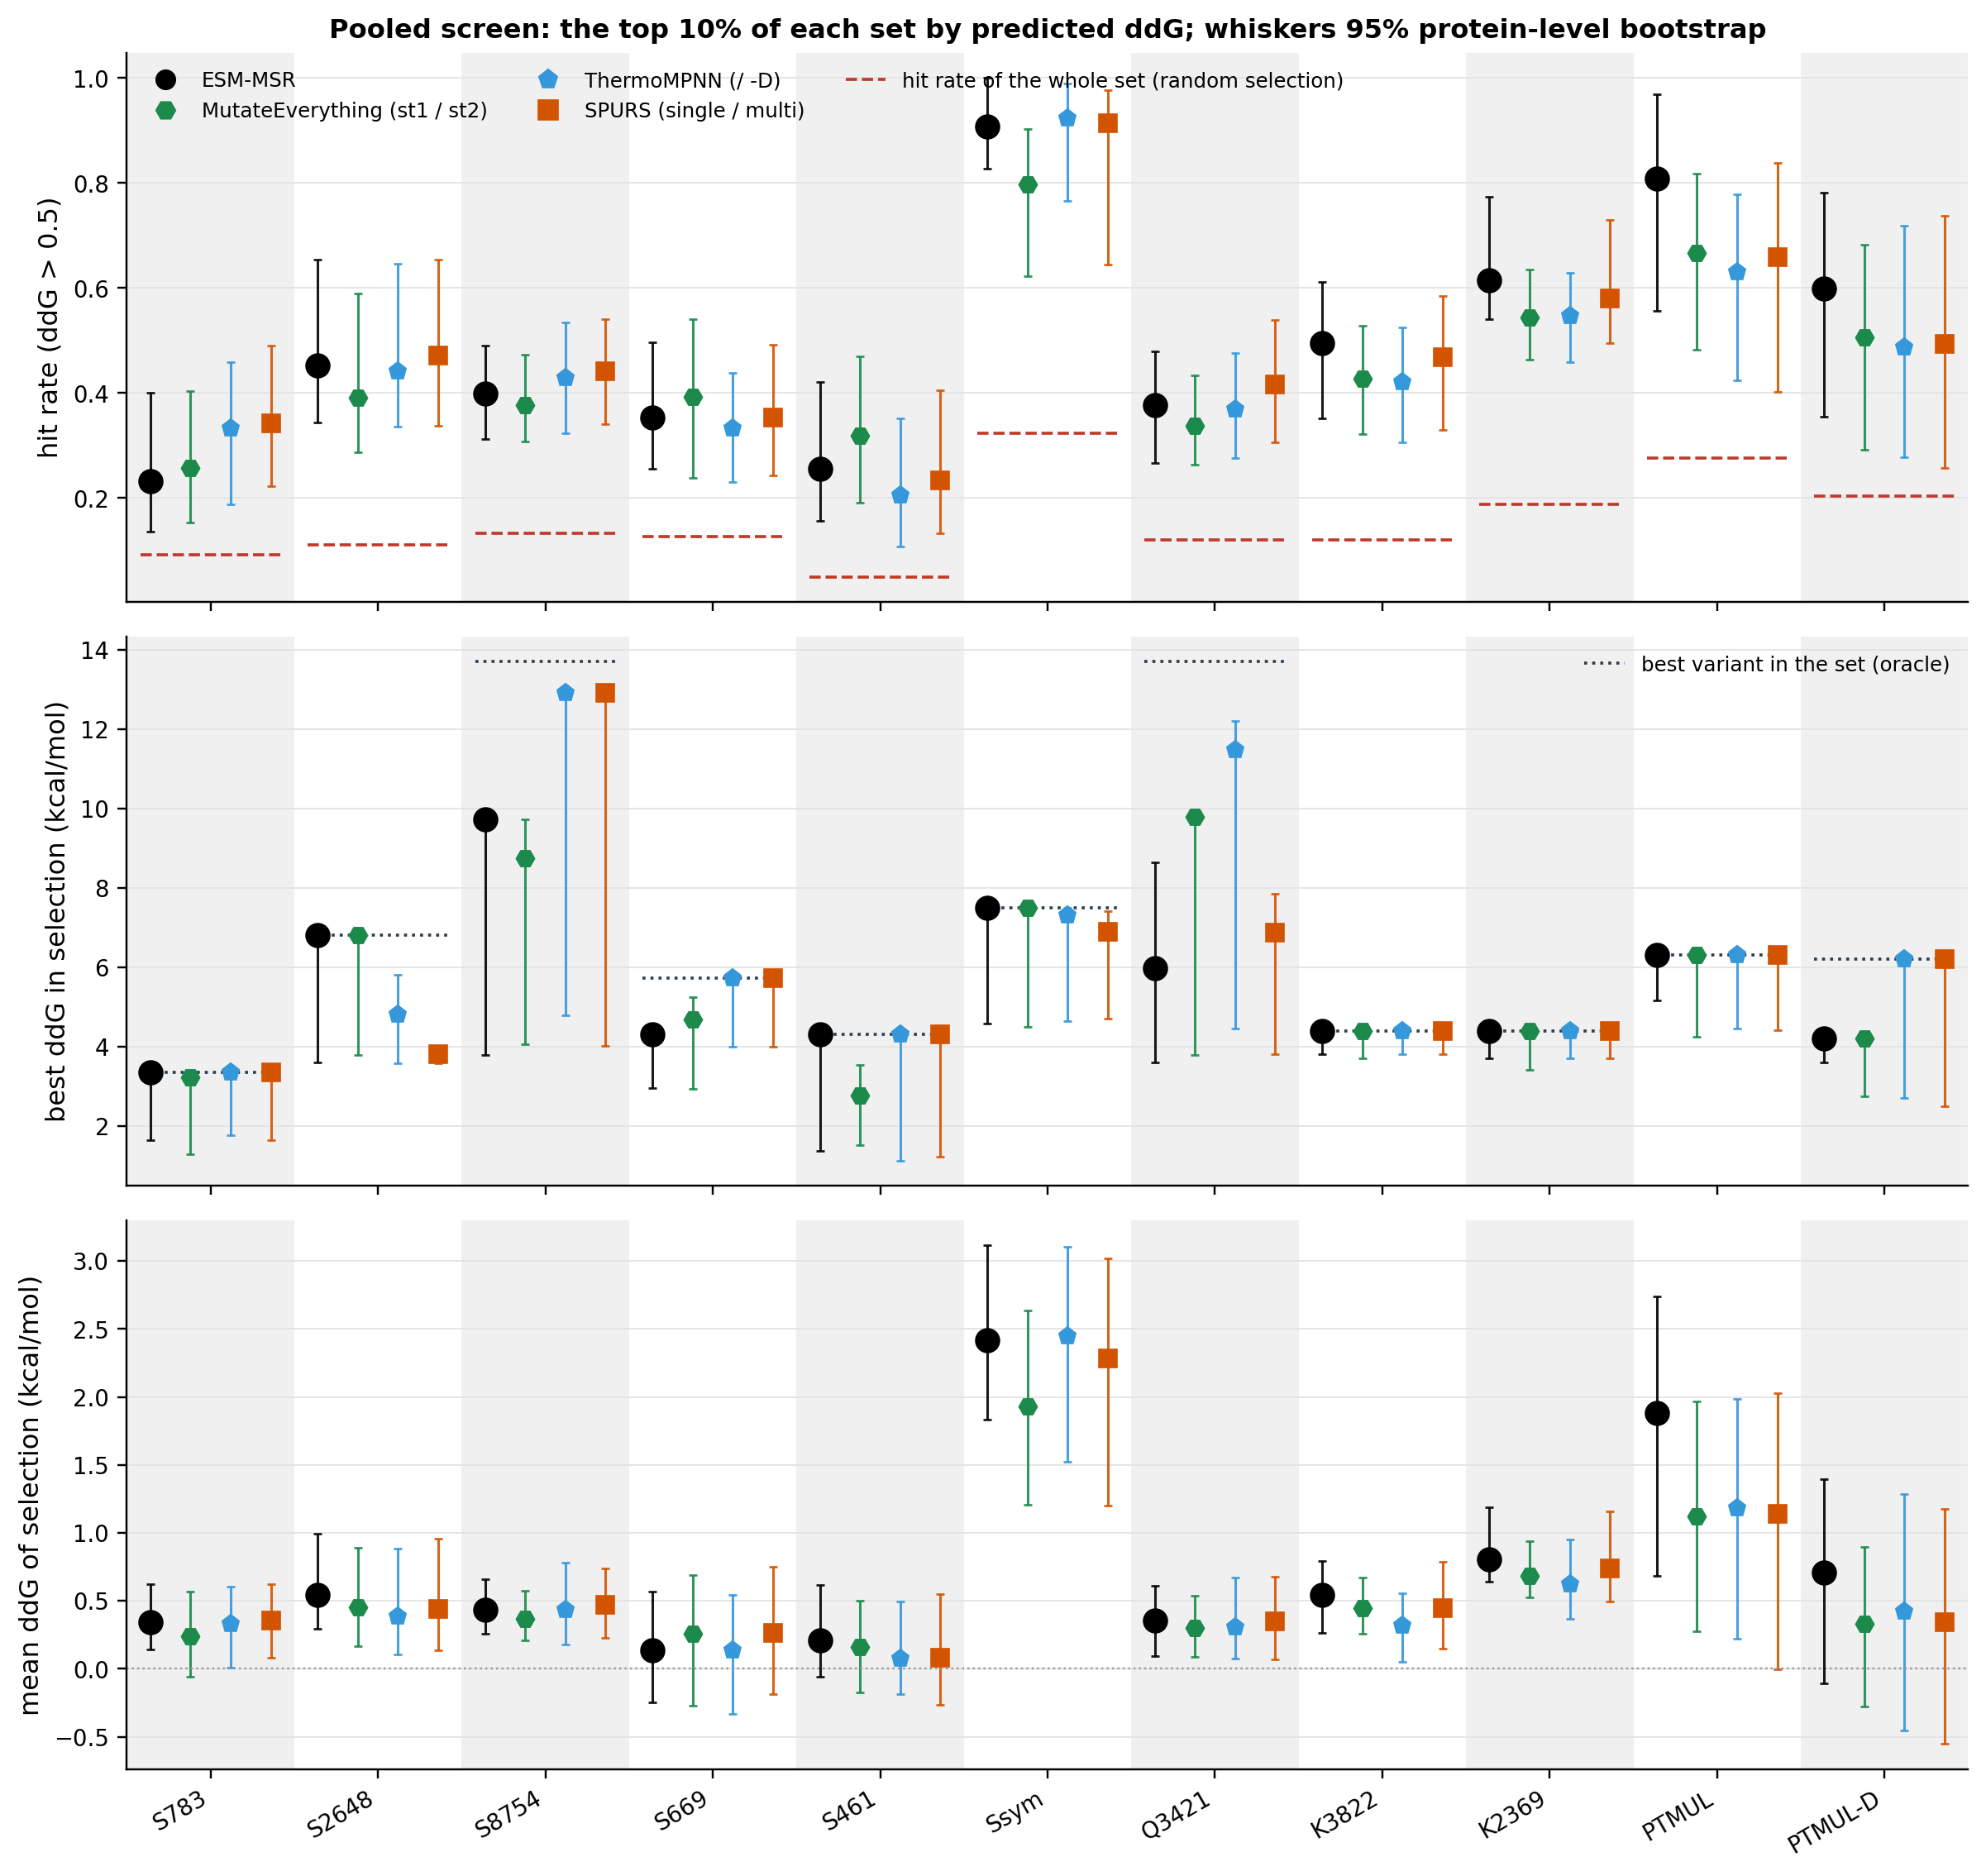 Pooled screen: the top 10% of each set by predicted ddG; whiskers 95% protein-level bootstrap
ESM-MSR
MutateEverything (st1 / st2)
ThermoMPNN (/ -D)
SPURS (single / multi)
hit rate of the whole set (random selection)
hit rate (ddG > 0.5)
1.0
0.8
0.6
0.4
0.2
best variant in the set (oracle)
best ddG in selection (kcal/mol)
14
12
10
8
6
4
2
mean ddG of selection (kcal/mol)
3.0
2.5
2.0
1.5
1.0
0.5
0.0
−0.5
S783
S2648
S8754
S669
S461
Ssym
Q3421
K3822
K2369
PTMUL
PTMUL-D